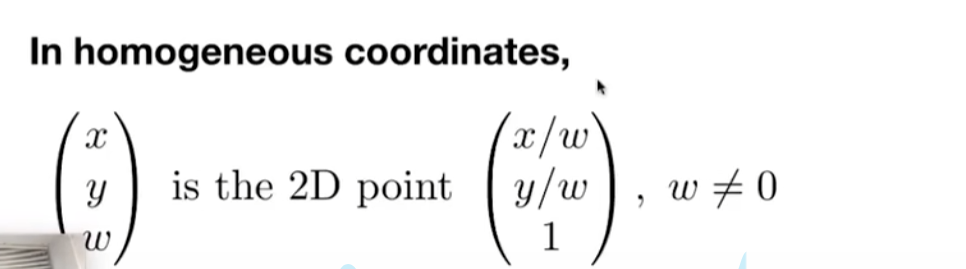 In homogeneous coordinates,
(x y w) is the 2D point (x/w y/w 1), w ≠ 0